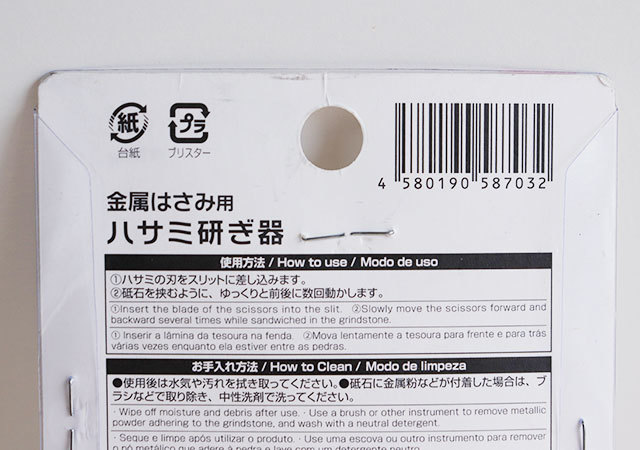 紙 プラ
台紙 ブリスター
4 580190 587032
金属はさみ用
ハサミ研ぎ器
使用方法 / How to use / Modo de uso
①ハサミの刃をスリットに差し込みます。
②砥石を挟むように、ゆっくりと前後に数回動かします。
①Insert the blade of the scissors into the slit. ②Slowly move the scissors forward and
backward several times while sandwiched in the grindstone.
① Inserir a lâmina da tesoura na fenda. ②Mova lentamente a tesoura para frente e para trás
várias vezes enquanto ela estiver entre as pedras.
お手入れ方法 / How to Clean / Modo de limpeza
●使用後は水気や汚れを拭き取ってください。●砥石に金属粉などが付着した場合は、ブ
ラシなどで取り除き、中性洗剤で洗ってください。
· Wipe off moisture and debris after use. · Use a brush or other instrument to remove metallic
powder adhering to the grindstone, and wash with a neutral detergent.
· Seque e limpe após utilizar o produto. · Use uma escova ou outro instrumento para remover
o pó metálico que adere à pedra e lave com um detergente neutro.